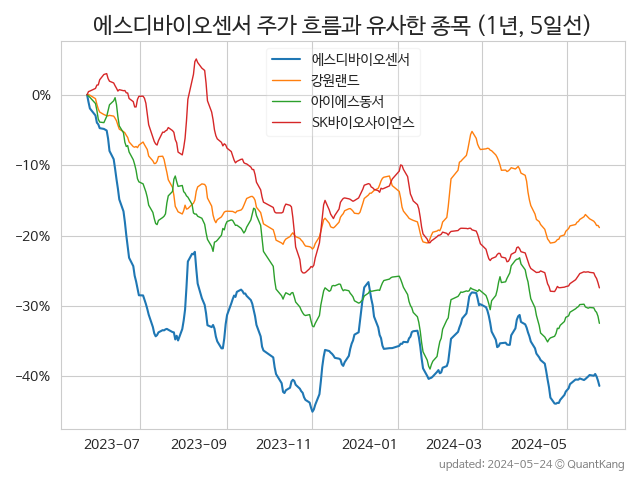 에스디바이오센서 주가 흐름과 유사한 종목 (1년, 5일선)
에스디바이오센서
강원랜드
아이에스동서
SK바이오사이언스
0%
−10%
−20%
−30%
−40%
2023−07 2023−09 2023−11 2024−01 2024−03 2024−05
updated: 2024-05-24 © QuantKang